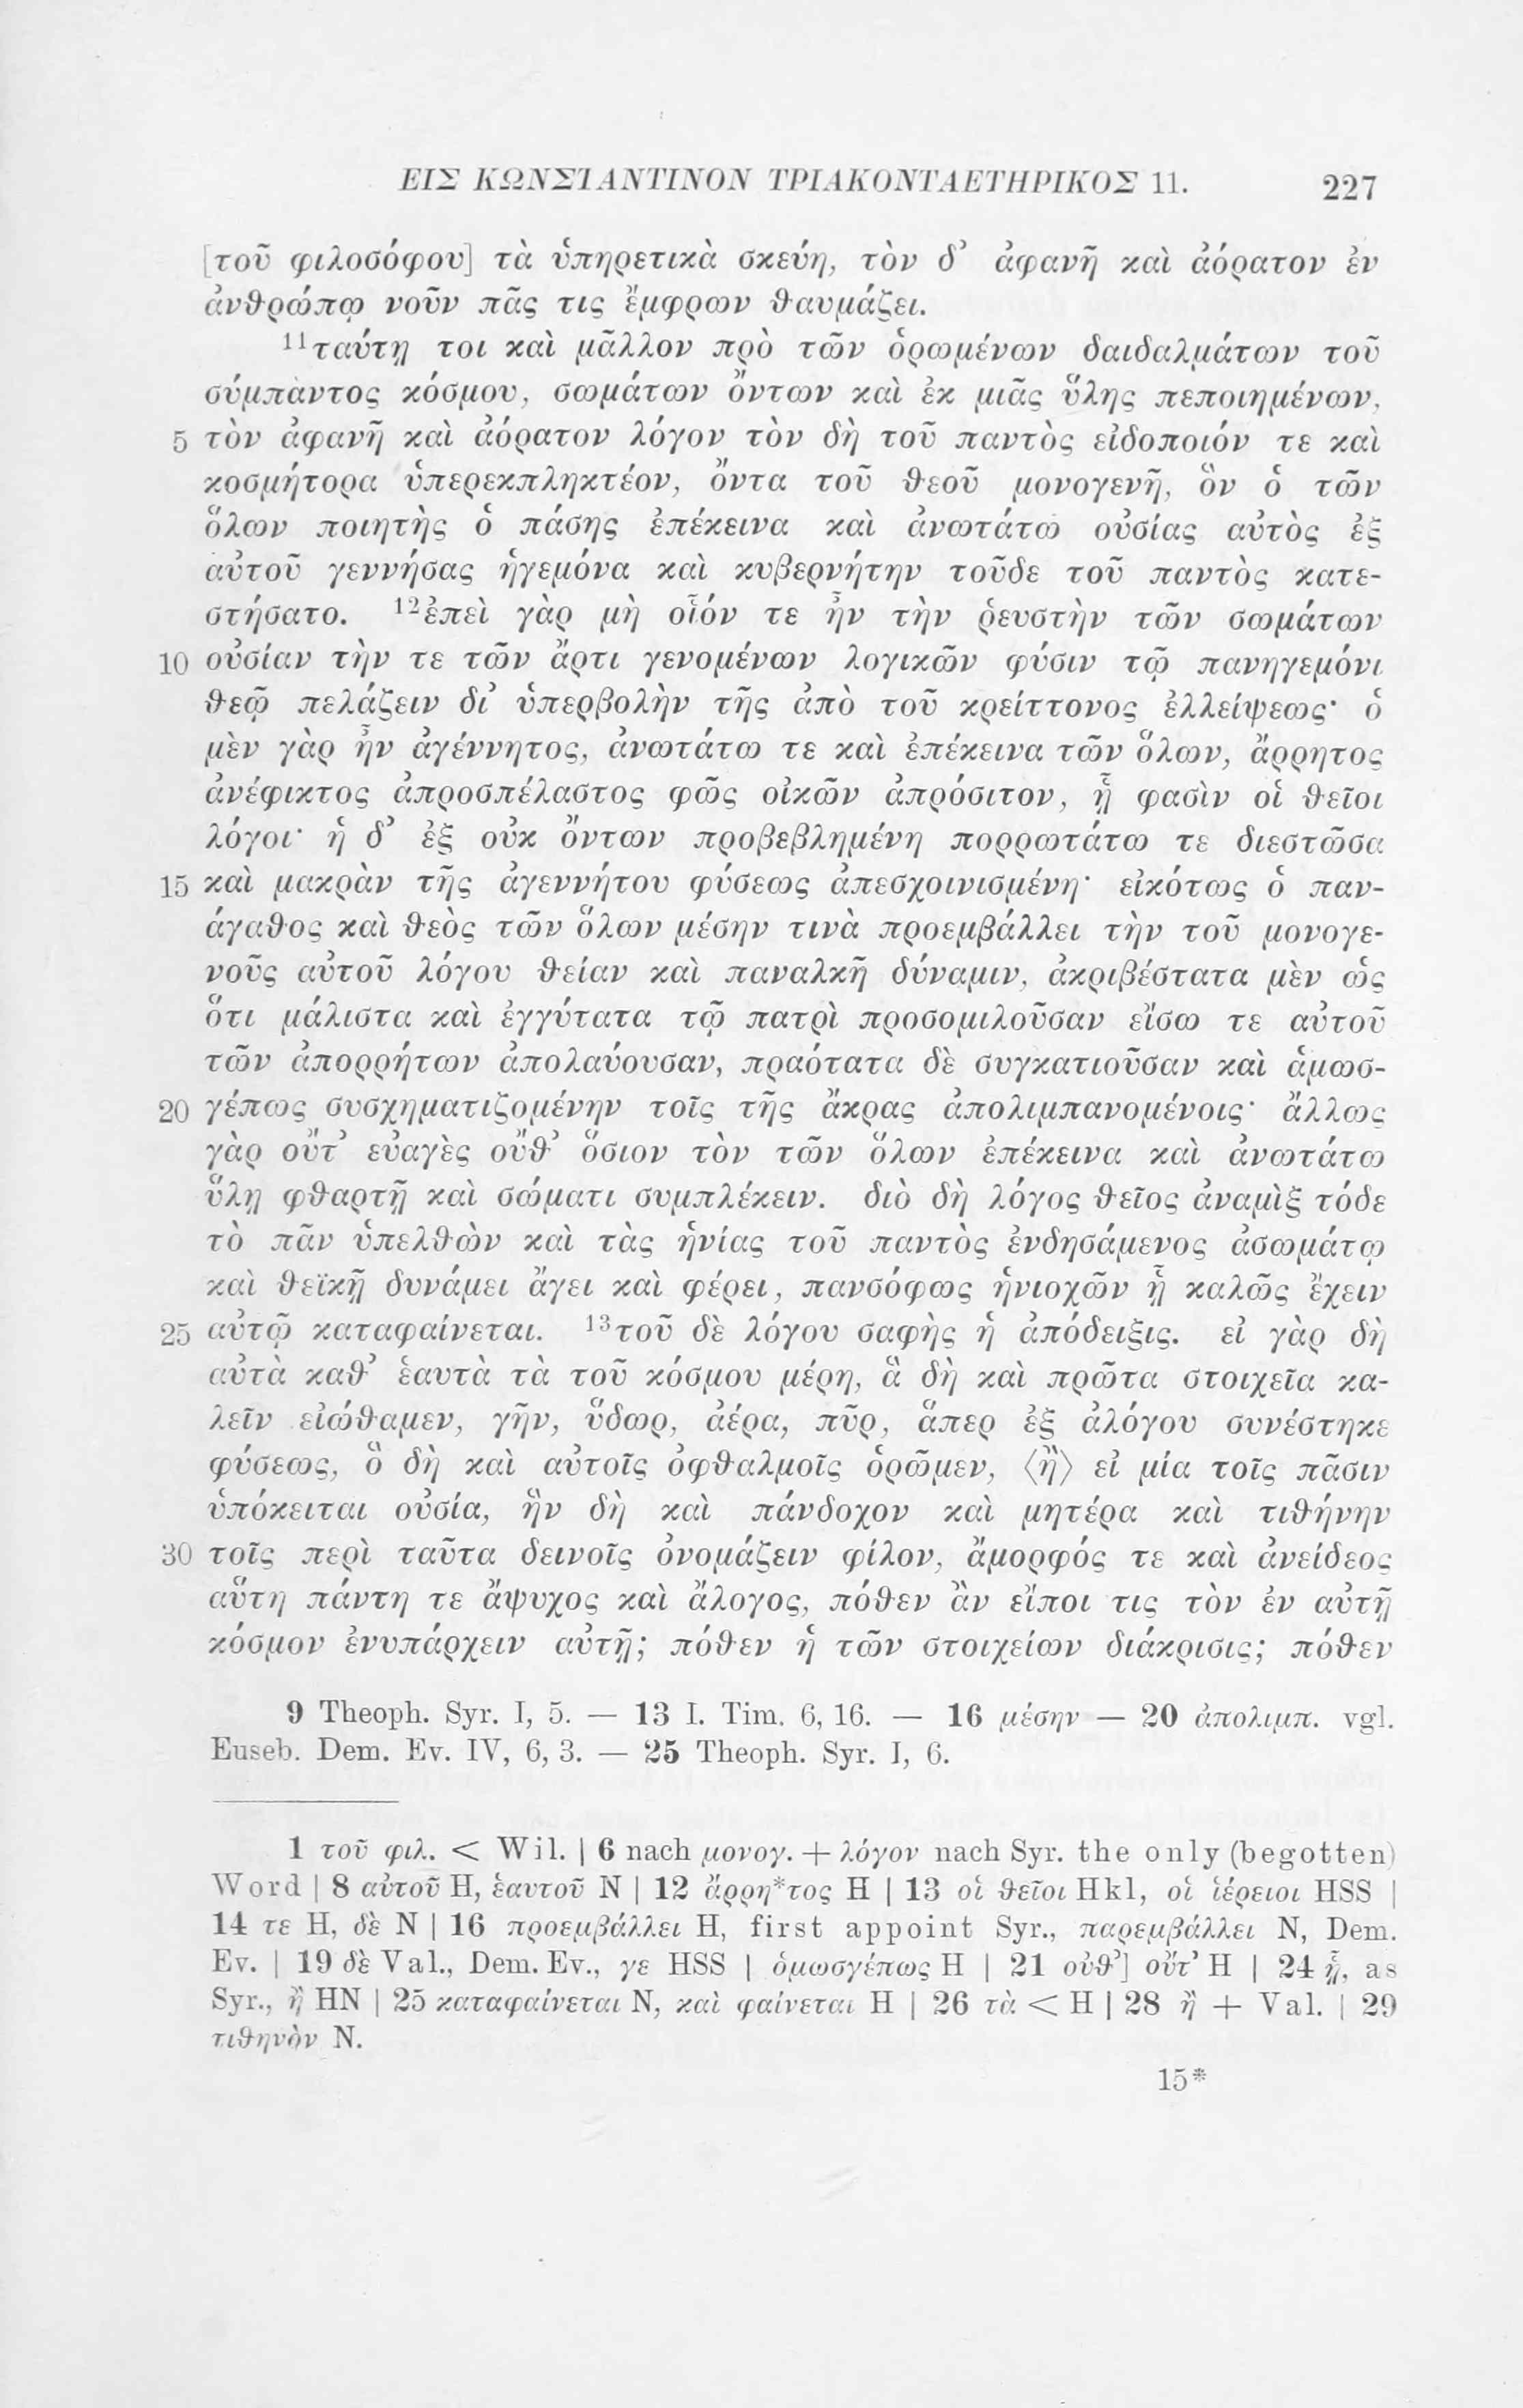 ΕΙΣ ΚΩΝΣΤΑΝΤΙΝΟΝ ΤΡΙΑΚΟΝΤΑΕΤΗΡΙΚΟΣ 11. 227
[τοῦ φιλοσόφου] τὰ ὑπηρετικὰ σκεύη, τὸν δ᾽ ἀφανῆ καὶ ἀόρατον ἐν
ἀνθρώπῳ νοῦν πᾶς τις ἔμφρων θαυμάζει.
¹¹ταύτῃ τοι καὶ μᾶλλον πρὸ τῶν ὁρωμένων δαιδαλμάτων τοῦ
σύμπαντος κόσμου, σωμάτων ὄντων καὶ ἐκ μιᾶς ὕλης πεποιημένων,
5 τὸν ἀφανῆ καὶ ἀόρατον λόγον τὸν δὴ τοῦ παντὸς εἰδοποιόν τε καὶ
κοσμήτορα ὑπερεκπληκτέον, ὄντα τοῦ θεοῦ μονογενῆ, ὃν ὁ τῶν
ὅλων ποιητὴς ὁ πάσης ἐπέκεινα καὶ ἀνωτάτω οὐσίας αὐτὸς ἐξ
αὑτοῦ γεννήσας ἡγεμόνα καὶ κυβερνήτην τοῦδε τοῦ παντὸς κατε-
στήσατο. ¹²ἐπεὶ γὰρ μὴ οἷόν τε ἦν τὴν ῥευστὴν τῶν σωμάτων
10 οὐσίαν τὴν τε τῶν ἄρτι γενομένων λογικῶν φύσιν τῷ πανηγεμόνι
θεῷ πελάζειν δι᾽ ὑπερβολὴν τῆς ἀπὸ τοῦ κρείττονος ἐλλείψεως· ὁ
μὲν γὰρ ἦν ἀγέννητος, ἀνωτάτω τε καὶ ἐπέκεινα τῶν ὅλων, ἄρρητος
ἀνέφικτος ἀπροσπέλαστος φῶς οἰκῶν ἀπρόσιτον, ᾗ φασὶν οἱ θεῖοι
λόγοι· ἡ δ᾽ ἐξ οὐκ ὄντων προβεβλημένη πορρωτάτω τε διεστῶσα
15 καὶ μακρὰν τῆς ἀγεννήτου φύσεως ἀπεσχοινισμένη· εἰκότως ὁ παν-
άγαθος καὶ θεὸς τῶν ὅλων μέσην τινὰ προεμβάλλει τὴν τοῦ μονογε-
νοῦς αὐτοῦ λόγου θείαν καὶ παναλκῆ δύναμιν, ἀκριβέστατα μὲν ὡς
ὅτι μάλιστα καὶ ἐγγύτατα τῷ πατρὶ προσομιλοῦσαν εἴσω τε αὐτοῦ
τῶν ἀπορρήτων ἀπολαύουσαν, πραότατα δὲ συγκατιοῦσαν καὶ ἁμωσ-
20 γέπως συσχηματιζομένην τοῖς τῆς ἄκρας ἀπολιμπανομένοις· ἄλλως
γὰρ οὔτ᾽ εὐαγὲς οὔθ᾽ ὅσιον τὸν τῶν ὅλων ἐπέκεινα καὶ ἀνωτάτω
ὕλῃ φθαρτῇ καὶ σώματι συμπλέκειν. διὸ δὴ λόγος θεῖος ἀναμὶξ τόδε
τὸ πᾶν ὑπελθὼν καὶ τὰς ἡνίας τοῦ παντὸς ἐνδησάμενος ἀσωμάτῳ
καὶ θεϊκῇ δυνάμει ἄγει καὶ φέρει, πανσόφως ἡνιοχῶν ᾗ καλῶς ἔχειν
25 αὐτῷ καταφαίνεται. ¹³τοῦ δὲ λόγου σαφὴς ἡ ἀπόδειξις. εἰ γὰρ δὴ
αὐτὰ καθ᾽ ἑαυτὰ τὰ τοῦ κόσμου μέρη, ἃ δὴ καὶ πρῶτα στοιχεῖα κα-
λεῖν εἰώθαμεν, γῆν, ὕδωρ, ἀέρα, πῦρ, ἅπερ ἐξ ἀλόγου συνέστηκε
φύσεως, ὃ δὴ καὶ αὐτοῖς ὀφθαλμοῖς ὁρῶμεν, ⟨ἢ⟩ εἰ μία τοῖς πᾶσιν
ὑπόκειται οὐσία, ἣν δὴ καὶ πάνδοχον καὶ μητέρα καὶ τιθήνην
30 τοῖς περὶ ταῦτα δεινοῖς ὀνομάζειν φίλον, ἄμορφός τε καὶ ἀνείδεος
αὕτη πάντη τε ἄψυχος καὶ ἄλογος, πόθεν ἂν εἴποι τις τὸν ἐν αὐτῇ
κόσμον ἐνυπάρχειν αὐτῇ; πόθεν ἡ τῶν στοιχείων διάκρισις; πόθεν
9 Theoph. Syr. I, 5. — 13 I. Tim. 6, 16. — 16 μέσην — 20 ἀπολιμπ. vgl.
Euseb. Dem. Ev. IV, 6, 3. — 25 Theoph. Syr. I, 6.
1 τοῦ φιλ. < Wil. | 6 nach μονογ. + λόγον nach Syr. the only (begotten)
Word | 8 αὐτοῦ H, ἑαυτοῦ N | 12 ἄρρη*τος H | 13 οἱ θεῖοι Hkl, οἱ ἱέρειοι HSS |
14 τε H, δὲ N | 16 προεμβάλλει H, first appoint Syr., παρεμβάλλει N, Dem.
Ev. | 19 δὲ Val., Dem. Ev., γε HSS | ὁμωσγέπως H | 21 οὐθ᾽] οὔτ᾽ H | 24 ᾗ, as
Syr., ἢ HN | 25 καταφαίνεται N, καὶ φαίνεται H | 26 τὰ < H | 28 ἢ + Val. | 29
τιθηνὸν N.
15*